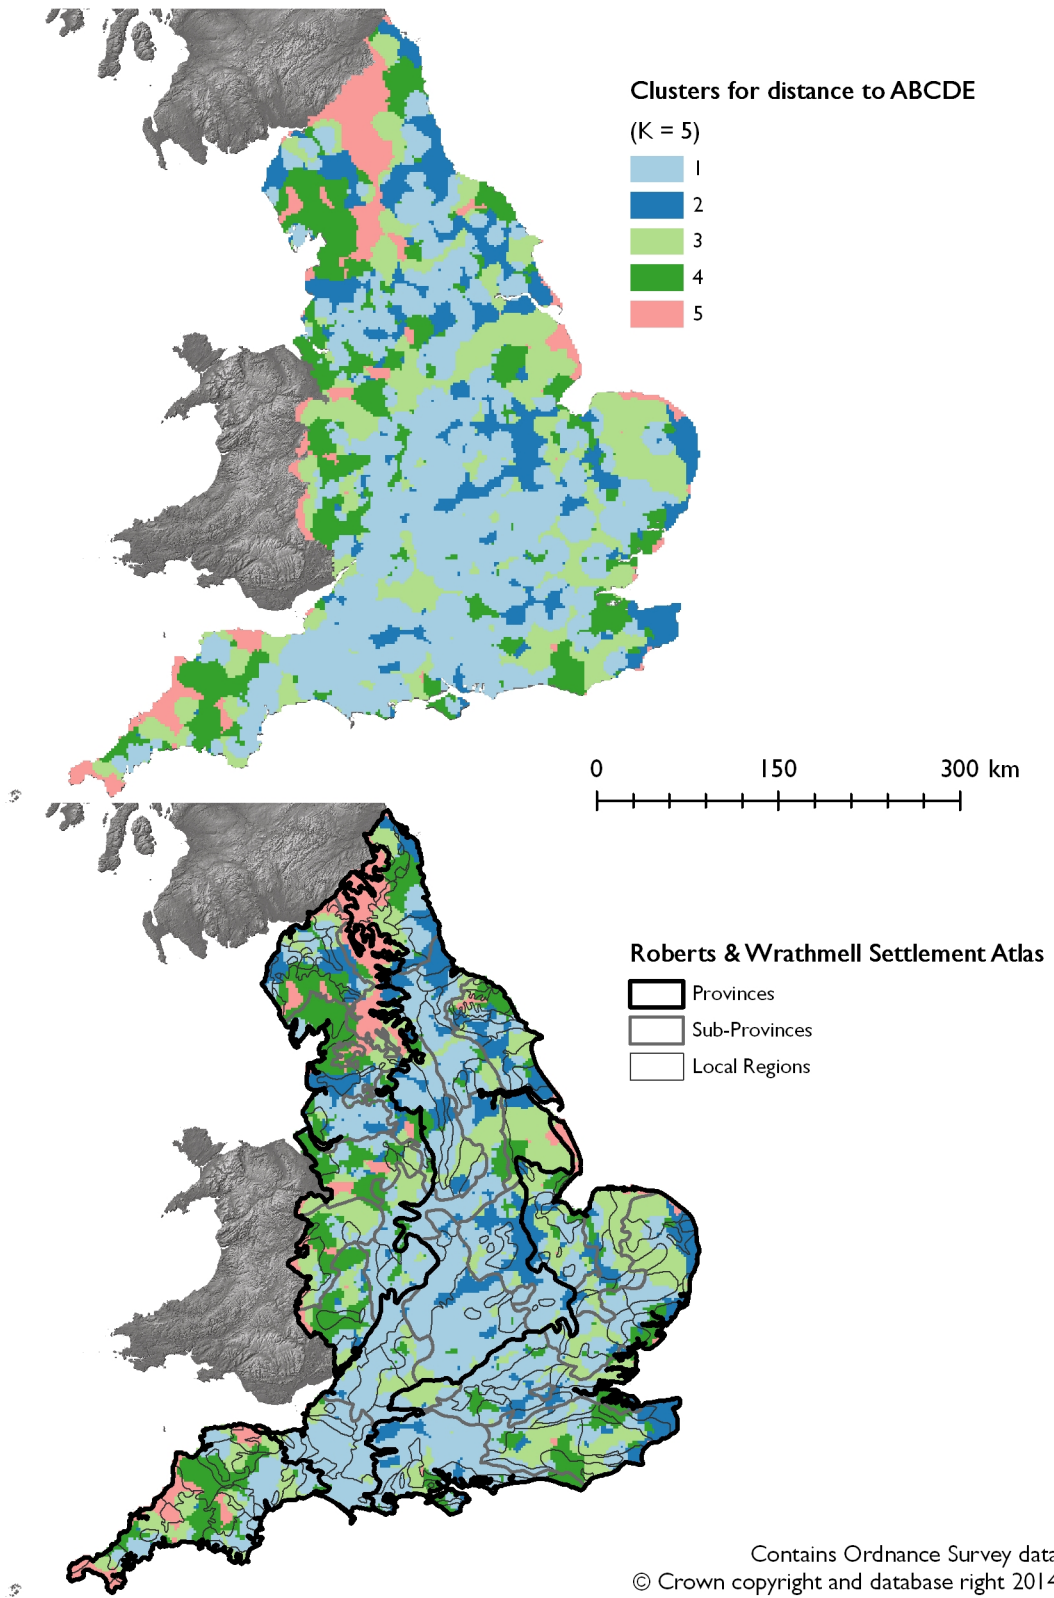 Clusters for distance to ABCDE
(K = 5)
1
2
3
4
5
0 150 300 km
Roberts & Wrathmell Settlement Atlas
Provinces
Sub-Provinces
Local Regions
Contains Ordnance Survey data
© Crown copyright and database right 2014